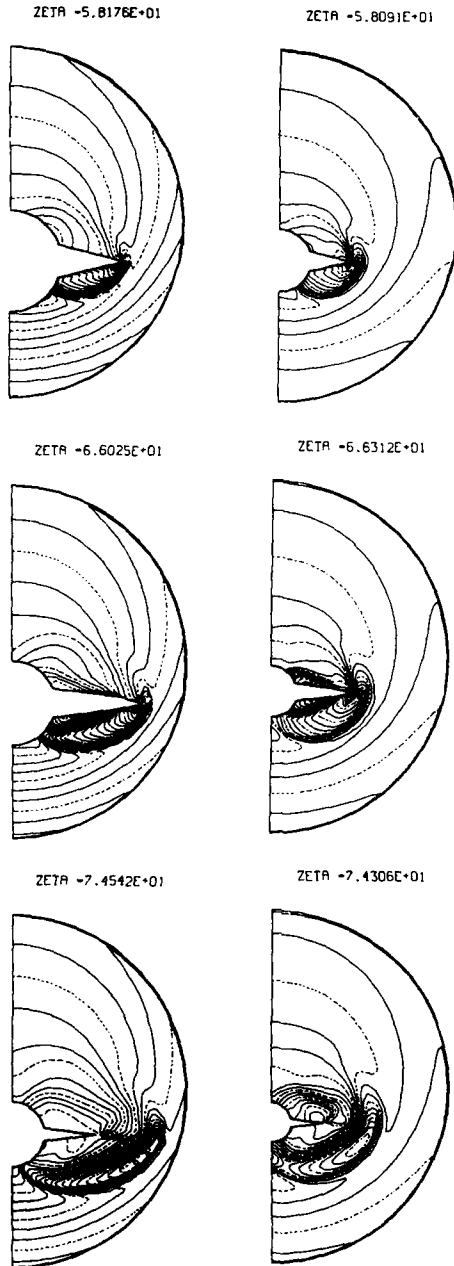 ZETA =5.8176E+01
ZETA =5.8091E+01
ZETA =6.6025E+01
ZETA =6.6312E+01
ZETA =7.4542E+01
ZETA =7.4306E+01